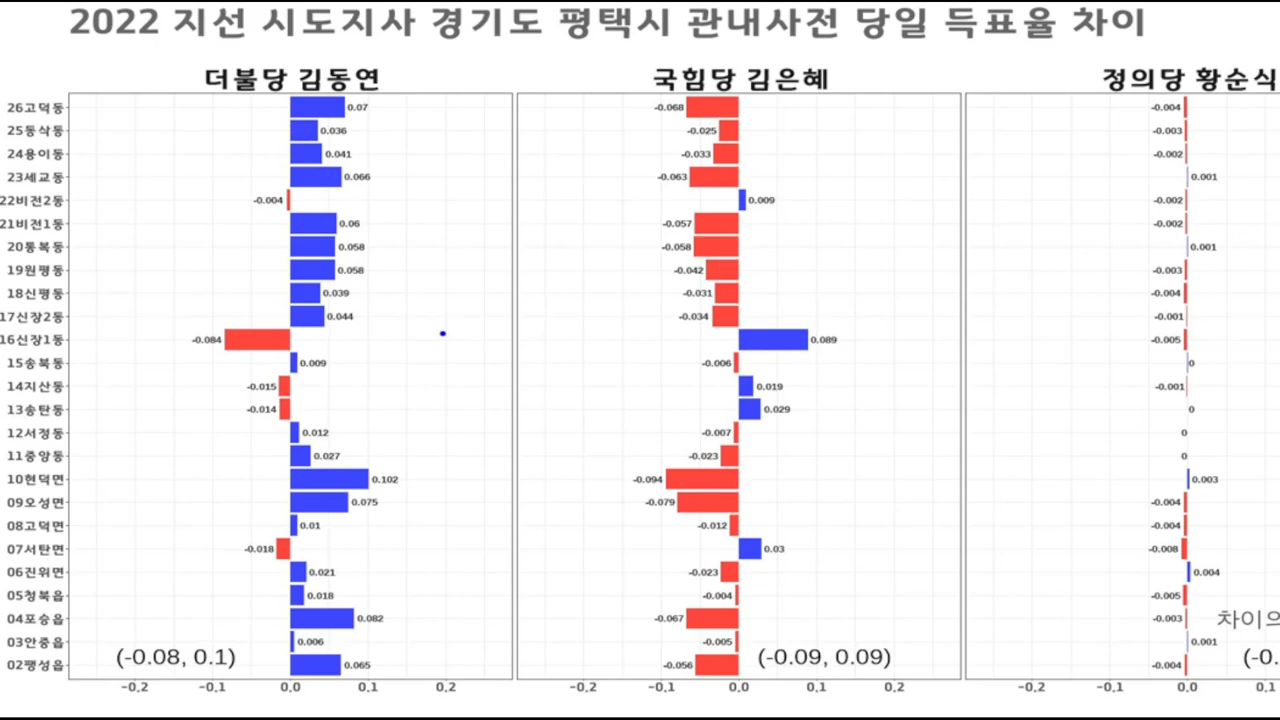 2022 지선 시도지사 경기도 평택시 관내사전 당일 득표율 차이
더불당 김동연 국힘당 김은혜 정의당 황순식
26고덕동 0.07 -0.068 -0.004
25동삭동 0.036 -0.025 -0.003
24용이동 0.041 -0.033 -0.002
23세교동 0.066 -0.063 0.001
22비전2동 -0.004 0.009 -0.002
21비전1동 0.06 -0.057 -0.002
20통복동 0.058 -0.058 0.001
19원평동 0.058 -0.042 -0.003
18신평동 0.039 -0.031 -0.004
17신장2동 0.044 -0.034 -0.001
16신장1동 -0.084 0.089 -0.005
15송북동 0.009 -0.006 0
14지산동 -0.015 0.019 -0.001
13송탄동 -0.014 0.029 0
12서정동 0.012 -0.007 0
11중앙동 0.027 -0.023 0
10현덕면 0.102 -0.094 0.003
09오성면 0.075 -0.079 -0.004
08고덕면 0.01 -0.012 -0.004
07서탄면 -0.018 0.03 -0.008
06진위면 0.021 -0.023 0.004
05청북읍 0.018 -0.004 -0.005
04포승읍 0.082 -0.067 -0.003 차이으
03안중읍 0.006 -0.005 0.001
02팽성읍 0.065 -0.056 -0.004
(-0.08, 0.1) (-0.09, 0.09) (-0.
-0.2 -0.1 0.0 0.1 0.2 -0.2 -0.1 0.0 0.1 0.2 -0.2 -0.1 0.0 0.1